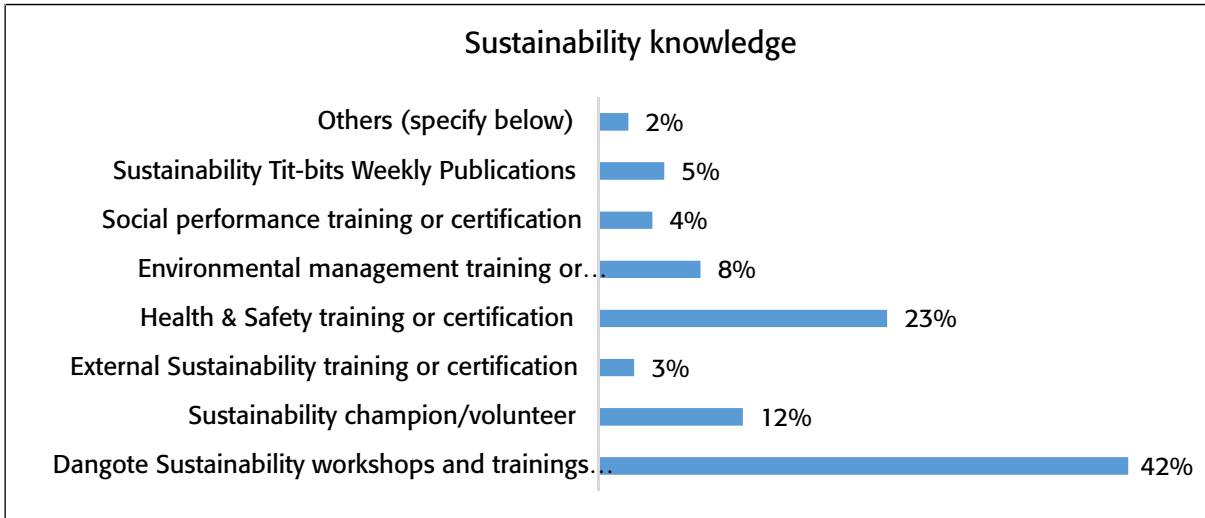 Sustainability knowledge
Others (specify below) 2%
Sustainability Tit-bits Weekly Publications 5%
Social performance training or certification 4%
Environmental management training or… 8%
Health & Safety training or certification 23%
External Sustainability training or certification 3%
Sustainability champion/volunteer 12%
Dangote Sustainability workshops and trainings… 42%